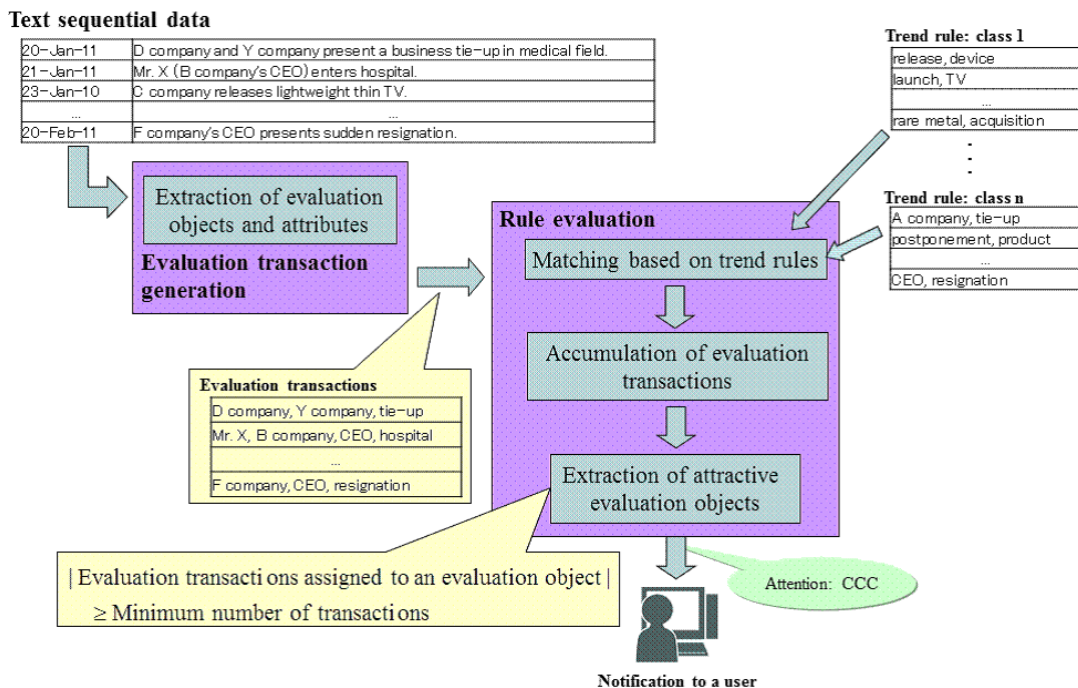 Text sequential data
20-Jan-11 D company and Y company present a business tie-up in medical field.
21-Jan-11 Mr. X (B company's CEO) enters hospital.
23-Jan-10 C company releases lightweight thin TV.
... ...
20-Feb-11 F company's CEO presents sudden resignation.
Trend rule: class 1
release, device
launch, TV
...
rare metal, acquisition
Trend rule: class n
A company, tie-up
postponement, product
...
CEO, resignation
Extraction of evaluation
objects and attributes
Evaluation transaction
generation
Rule evaluation
Matching based on trend rules
Accumulation of evaluation
transactions
Extraction of attractive
evaluation objects
Evaluation transactions
D company, Y company, tie-up
Mr. X, B company, CEO, hospital
...
F company, CEO, resignation
| Evaluation transactions assigned to an evaluation object |
≥ Minimum number of transactions
Attention: CCC
Notification to a user